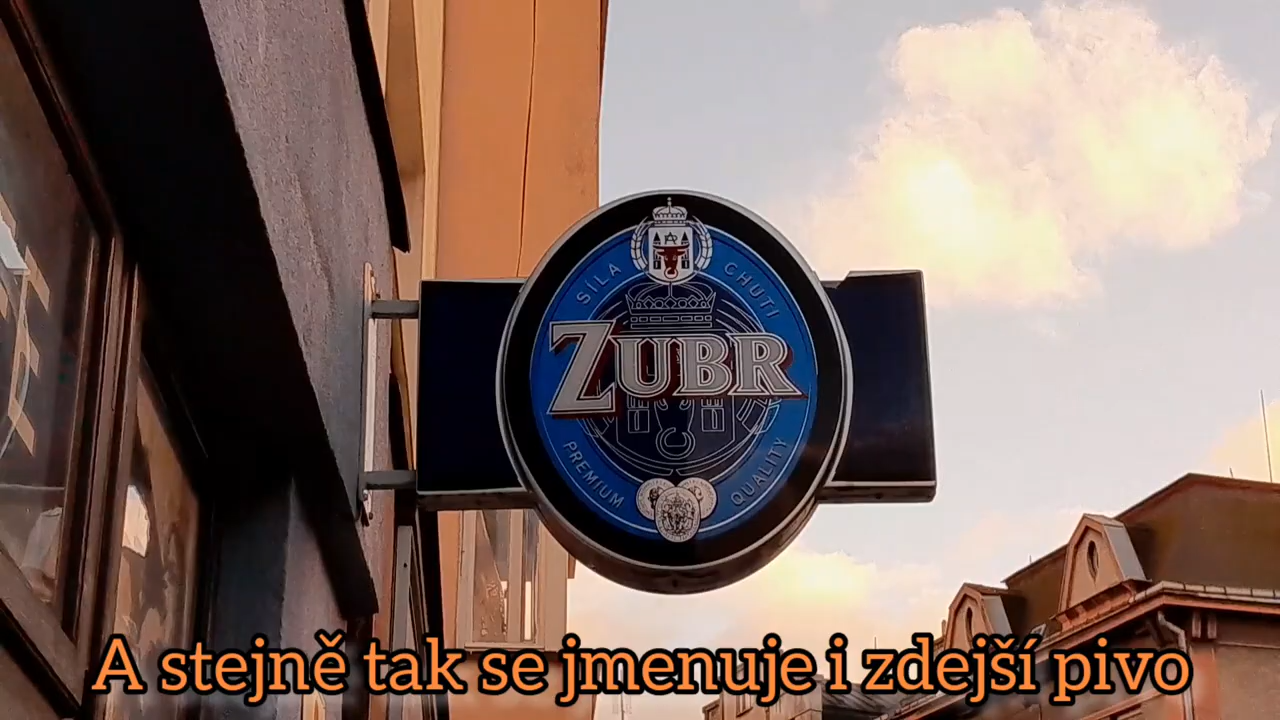 SÍLA CHUTI
ZUBR
PREMIUM QUALITY
A stejně tak se jmenuje i zdejší pivo